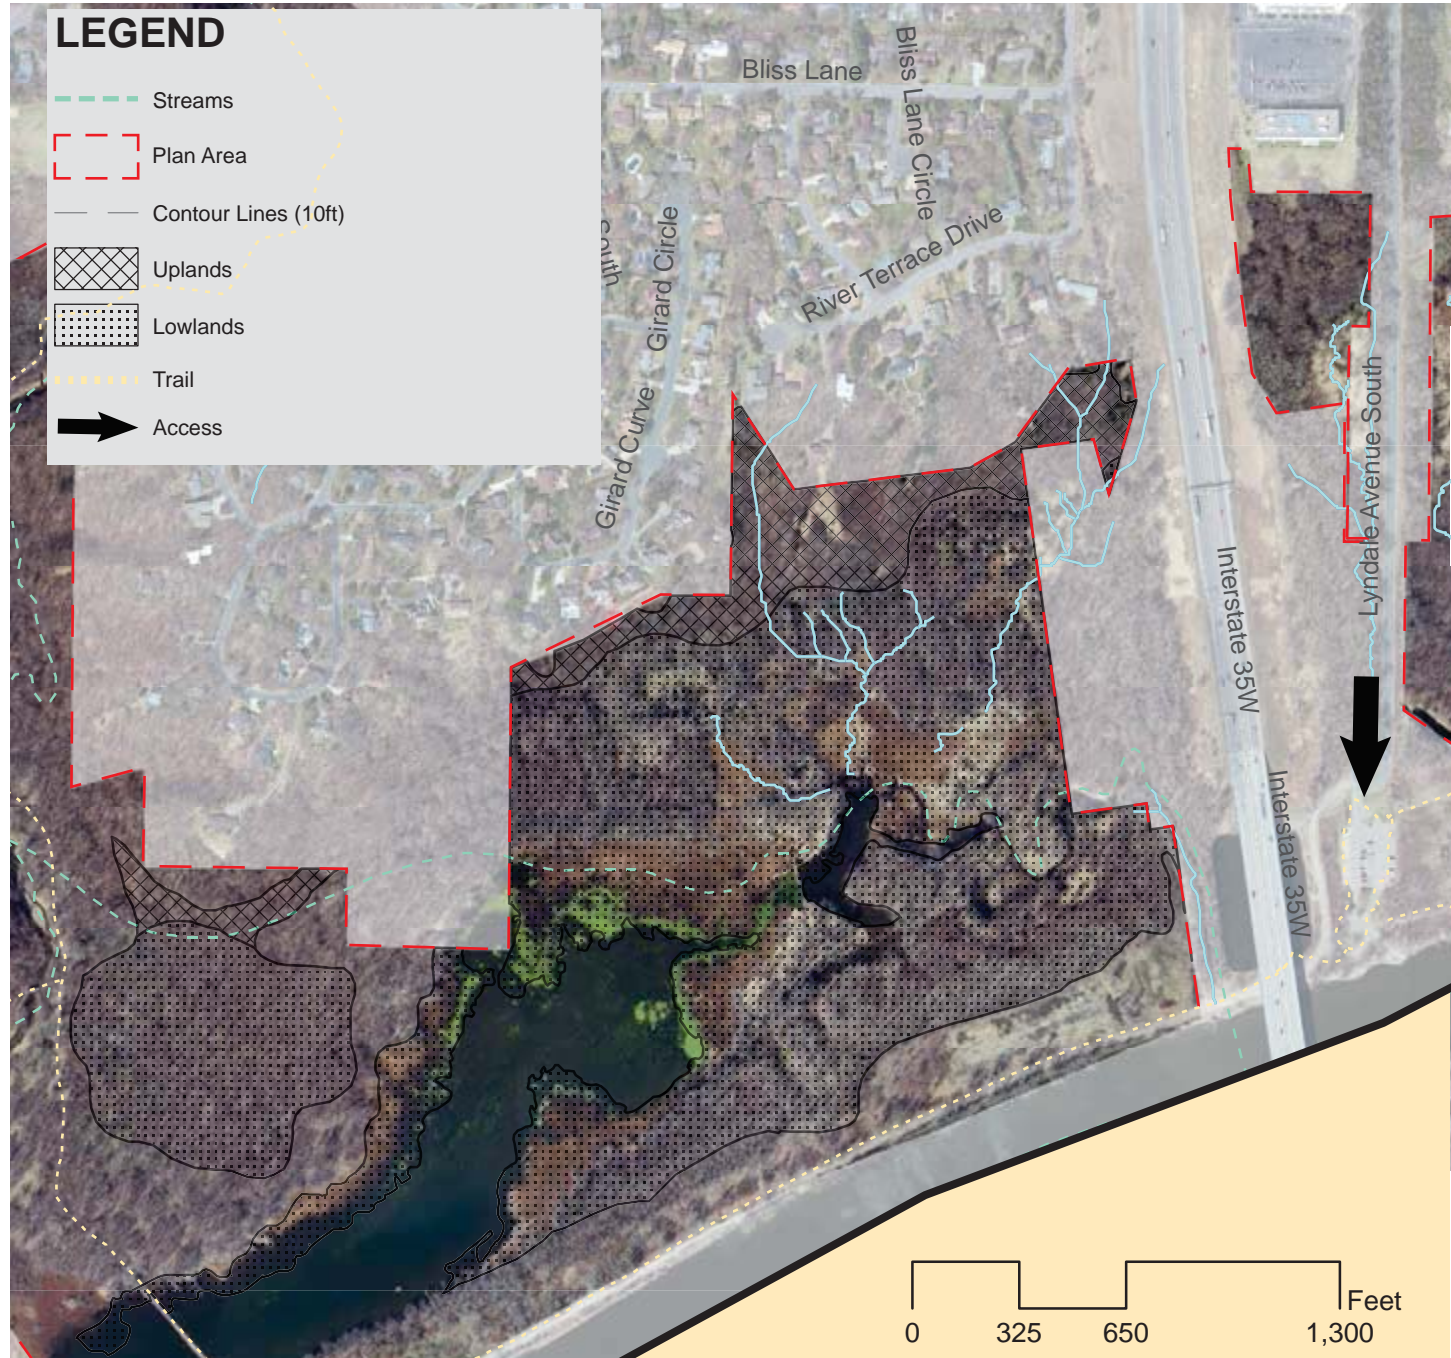 LEGEND
Streams
Plan Area
Contour Lines (10ft)
Uplands
Lowlands
Trail
Access
Bliss Lane
Bliss Lane Circle
River Terrace Drive
South
Girard Circle
Girard Curve
Interstate 35W
Interstate 35W
Lyndale Avenue South
Feet
0 325 650 1,300